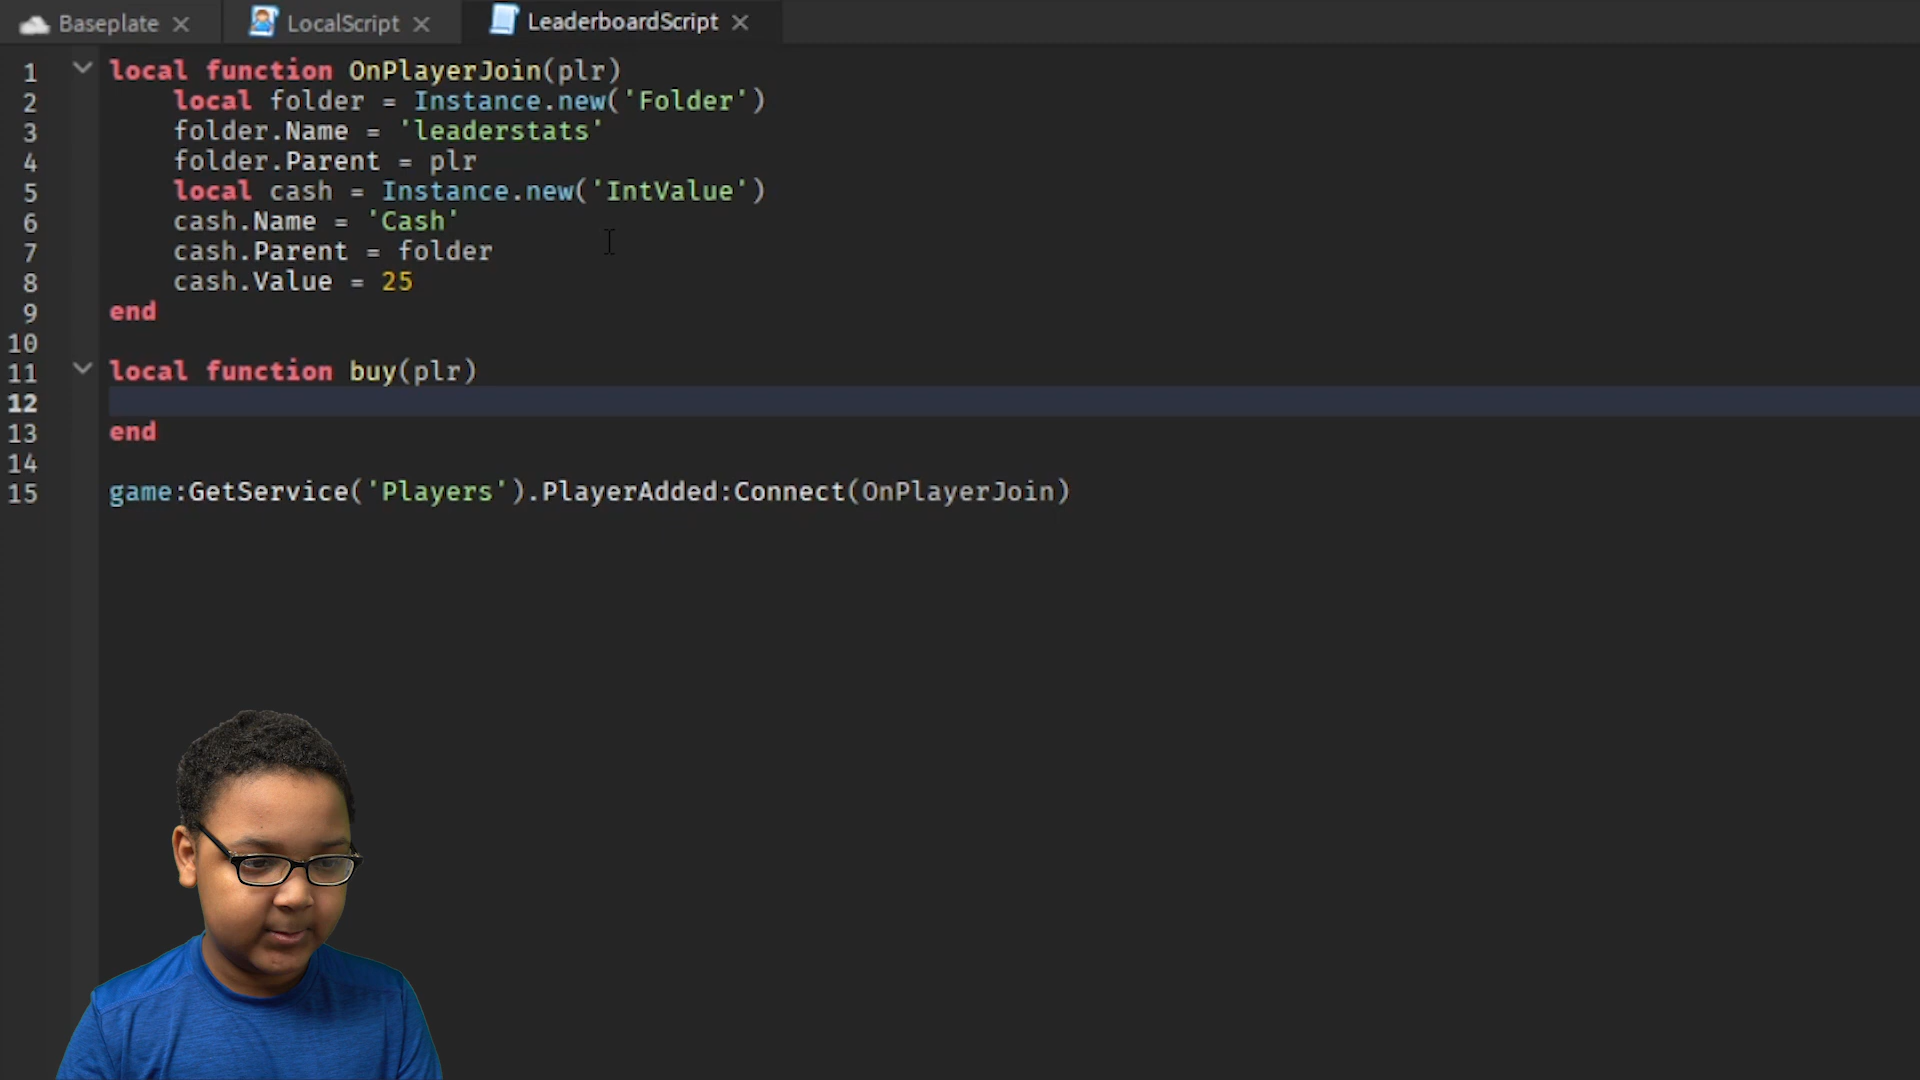 Baseplate LocalScript LeaderboardScript
1 local function OnPlayerJoin(plr)
2 local folder = Instance.new('Folder')
3 folder.Name = 'leaderstats'
4 folder.Parent = plr
5 local cash = Instance.new('IntValue')
6 cash.Name = 'Cash'
7 cash.Parent = folder
8 cash.Value = 25
9 end
10
11 local function buy(plr)
12
13 end
14
15 game:GetService('Players').PlayerAdded:Connect(OnPlayerJoin)